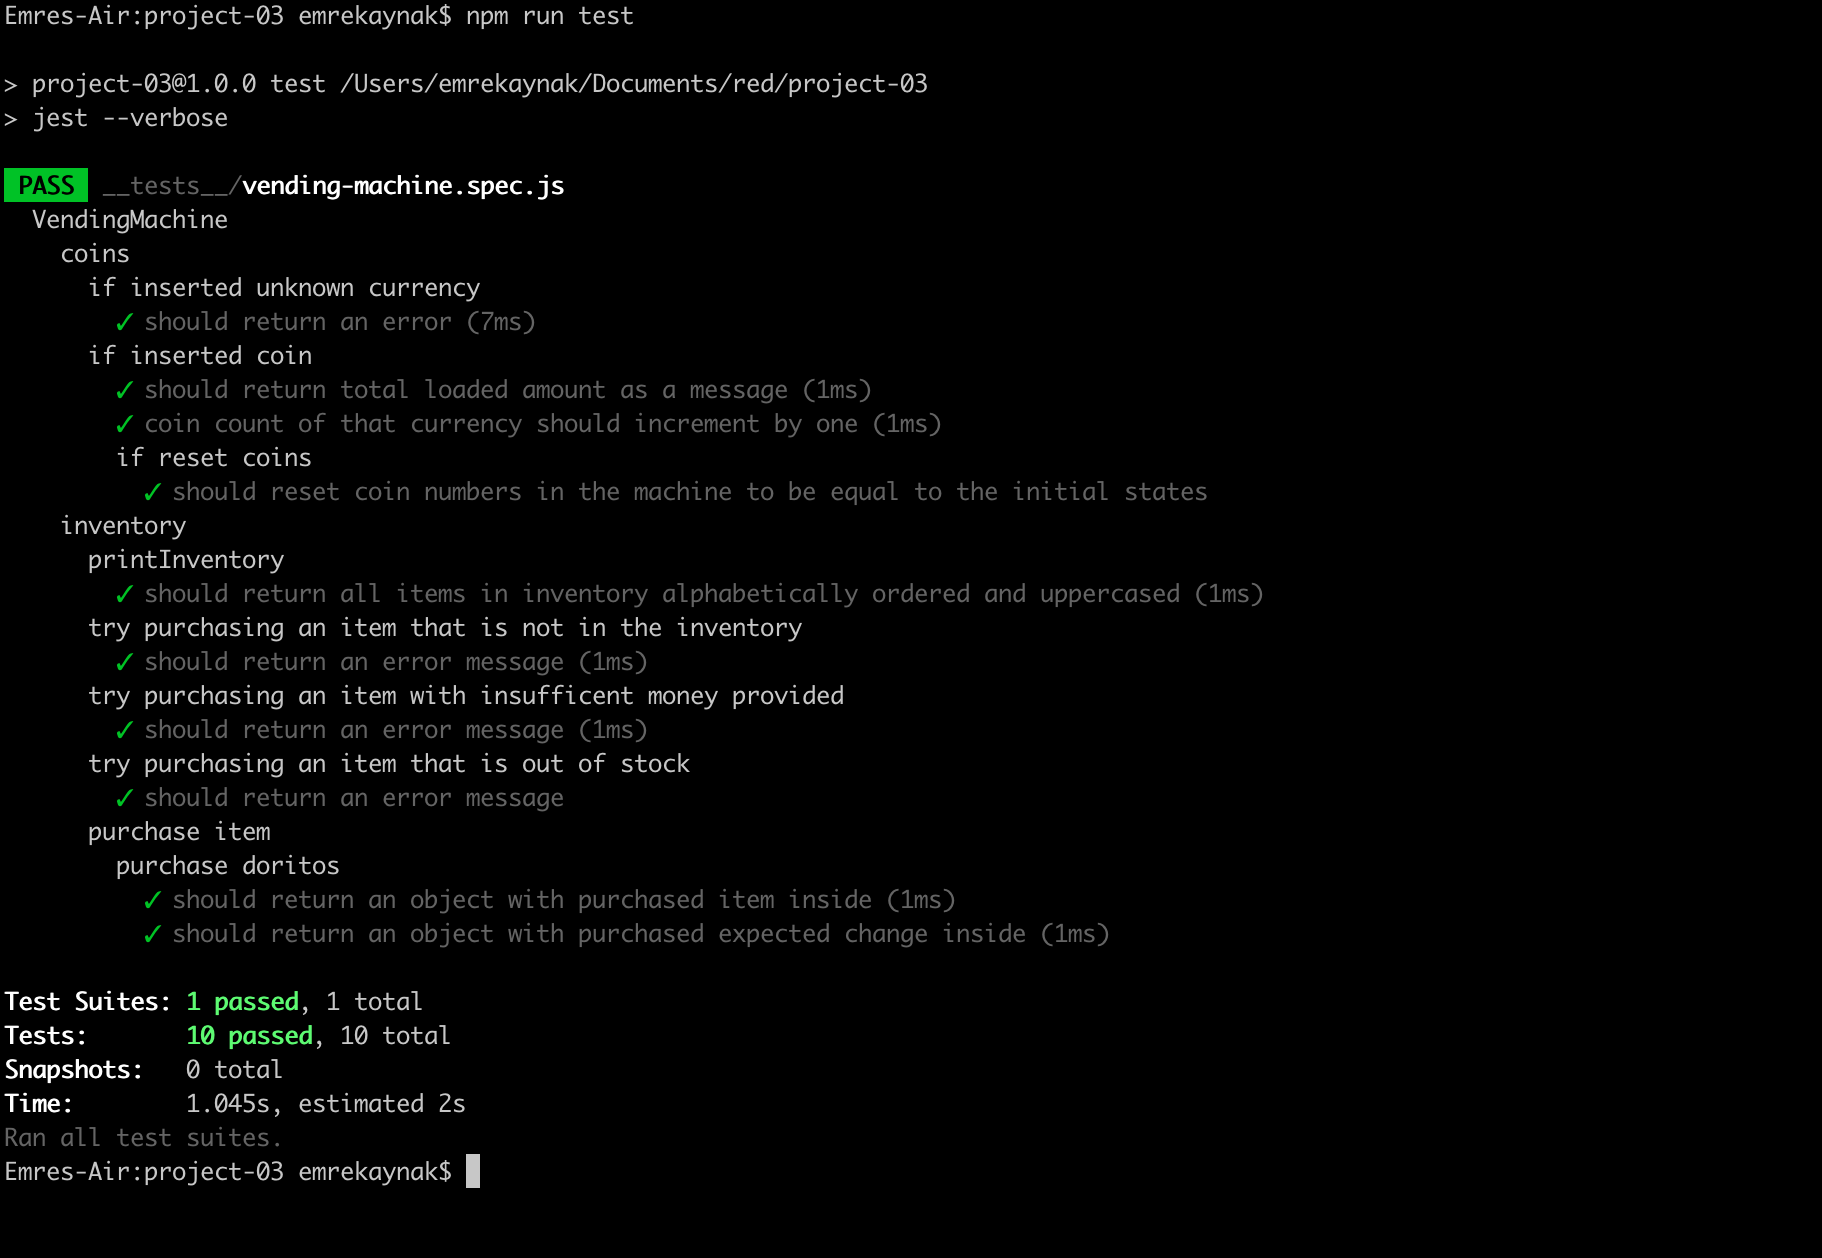 Emres-Air:project-03 emrekaynak$ npm run test
> project-03@1.0.0 test /Users/emrekaynak/Documents/red/project-03
> jest --verbose
PASS __tests__/vending-machine.spec.js
VendingMachine
coins
if inserted unknown currency
✓ should return an error (7ms)
if inserted coin
✓ should return total loaded amount as a message (1ms)
✓ coin count of that currency should increment by one (1ms)
if reset coins
✓ should reset coin numbers in the machine to be equal to the initial states
inventory
printInventory
✓ should return all items in inventory alphabetically ordered and uppercased (1ms)
try purchasing an item that is not in the inventory
✓ should return an error message (1ms)
try purchasing an item with insufficent money provided
✓ should return an error message (1ms)
try purchasing an item that is out of stock
✓ should return an error message
purchase item
purchase doritos
✓ should return an object with purchased item inside (1ms)
✓ should return an object with purchased expected change inside (1ms)
Test Suites: 1 passed, 1 total
Tests: 10 passed, 10 total
Snapshots: 0 total
Time: 1.045s, estimated 2s
Ran all test suites.
Emres-Air:project-03 emrekaynak$